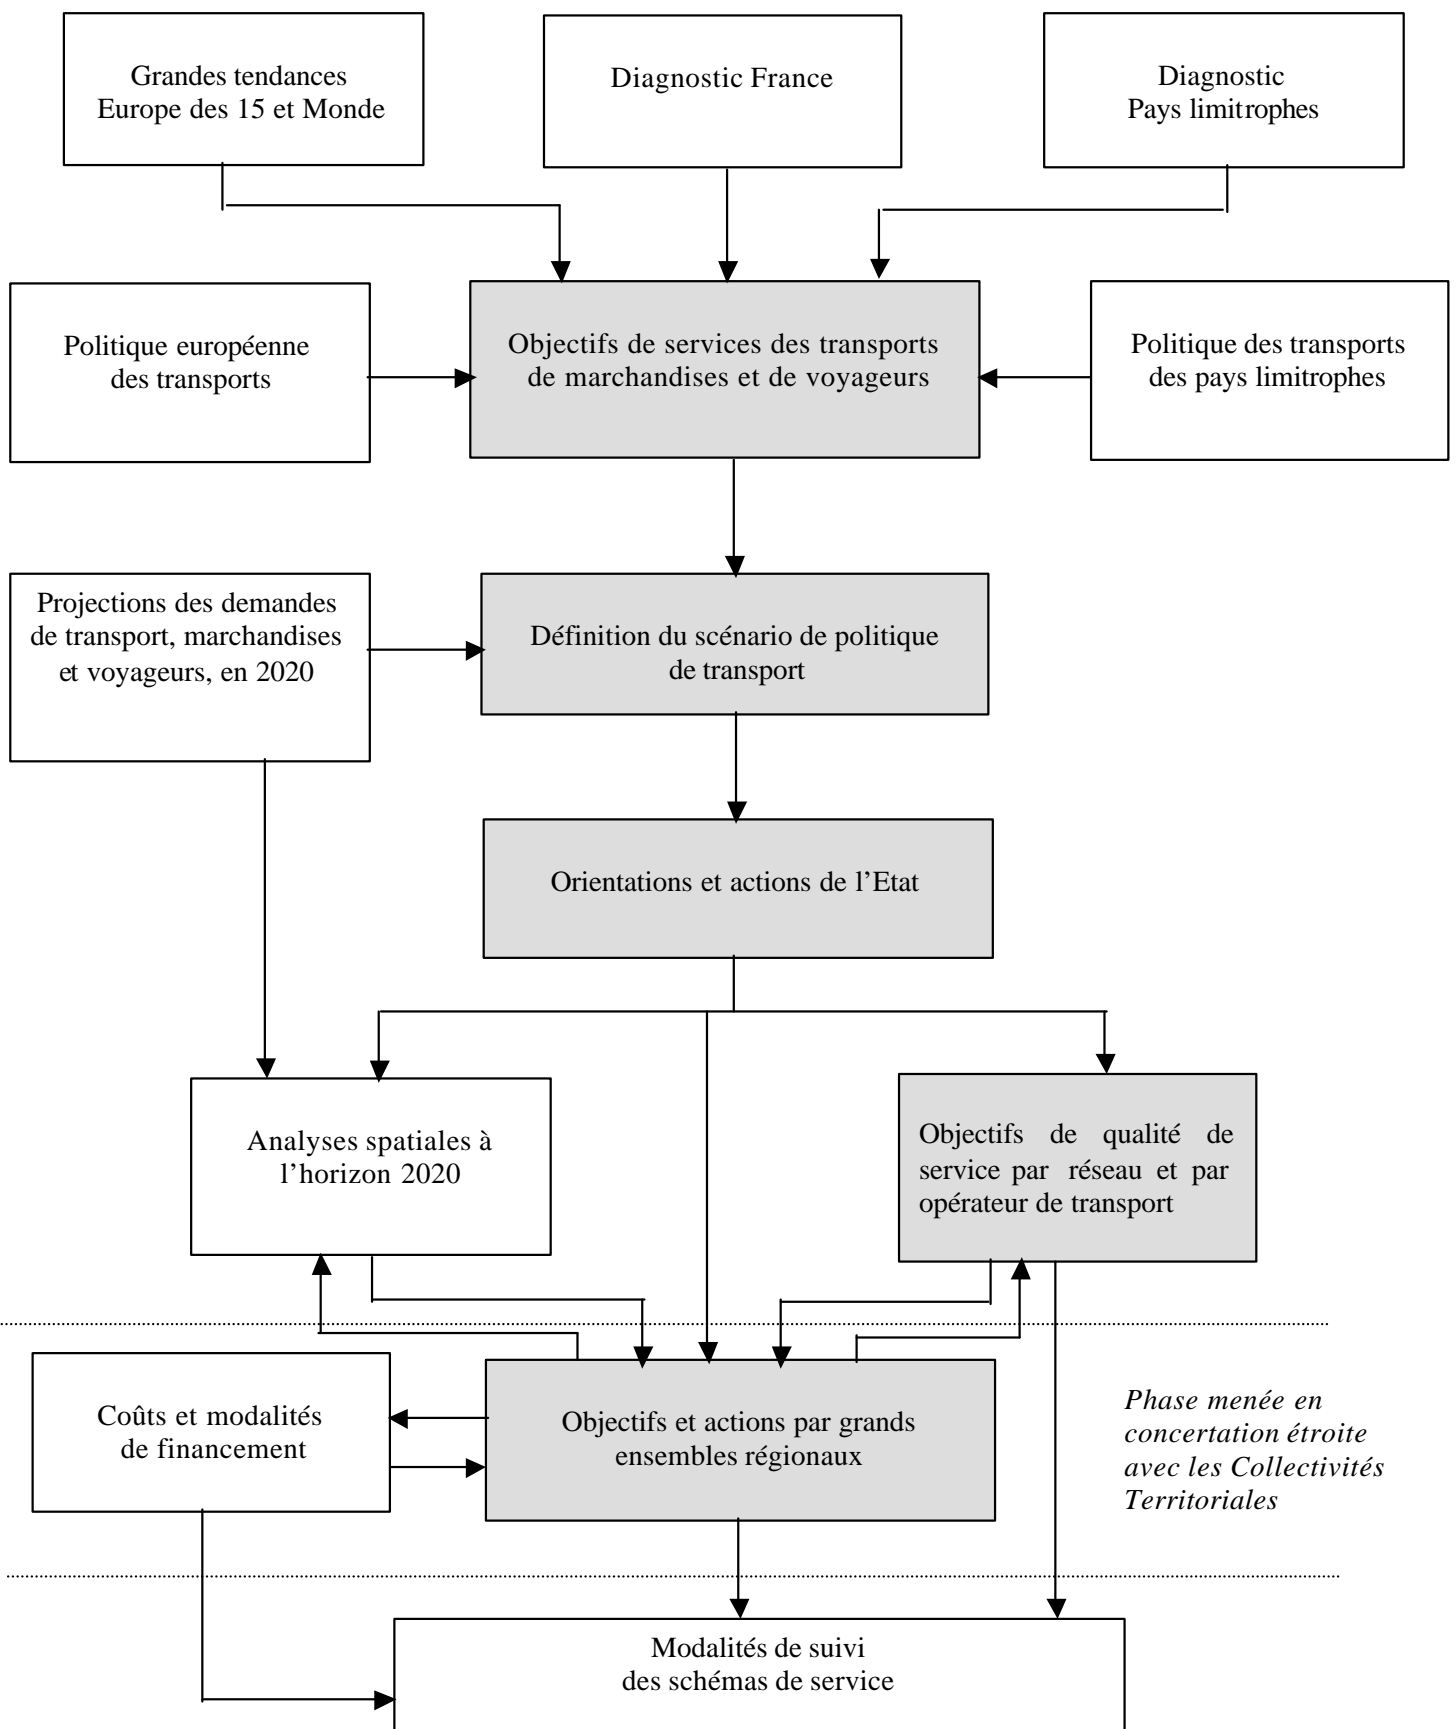 Grandes tendances
Europe des 15 et Monde
Diagnostic France
Diagnostic
Pays limitrophes
Politique européenne
des transports
Objectifs de services des transports
de marchandises et de voyageurs
Politique des transports
des pays limitrophes
Projections des demandes
de transport, marchandises
et voyageurs, en 2020
Définition du scénario de politique
de transport
Orientations et actions de l’Etat
Analyses spatiales à
l’horizon 2020
Objectifs de qualité de
service par réseau et par
opérateur de transport
Coûts et modalités
de financement
Objectifs et actions par grands
ensembles régionaux
Phase menée en
concertation étroite
avec les Collectivités
Territoriales
Modalités de suivi
des schémas de service